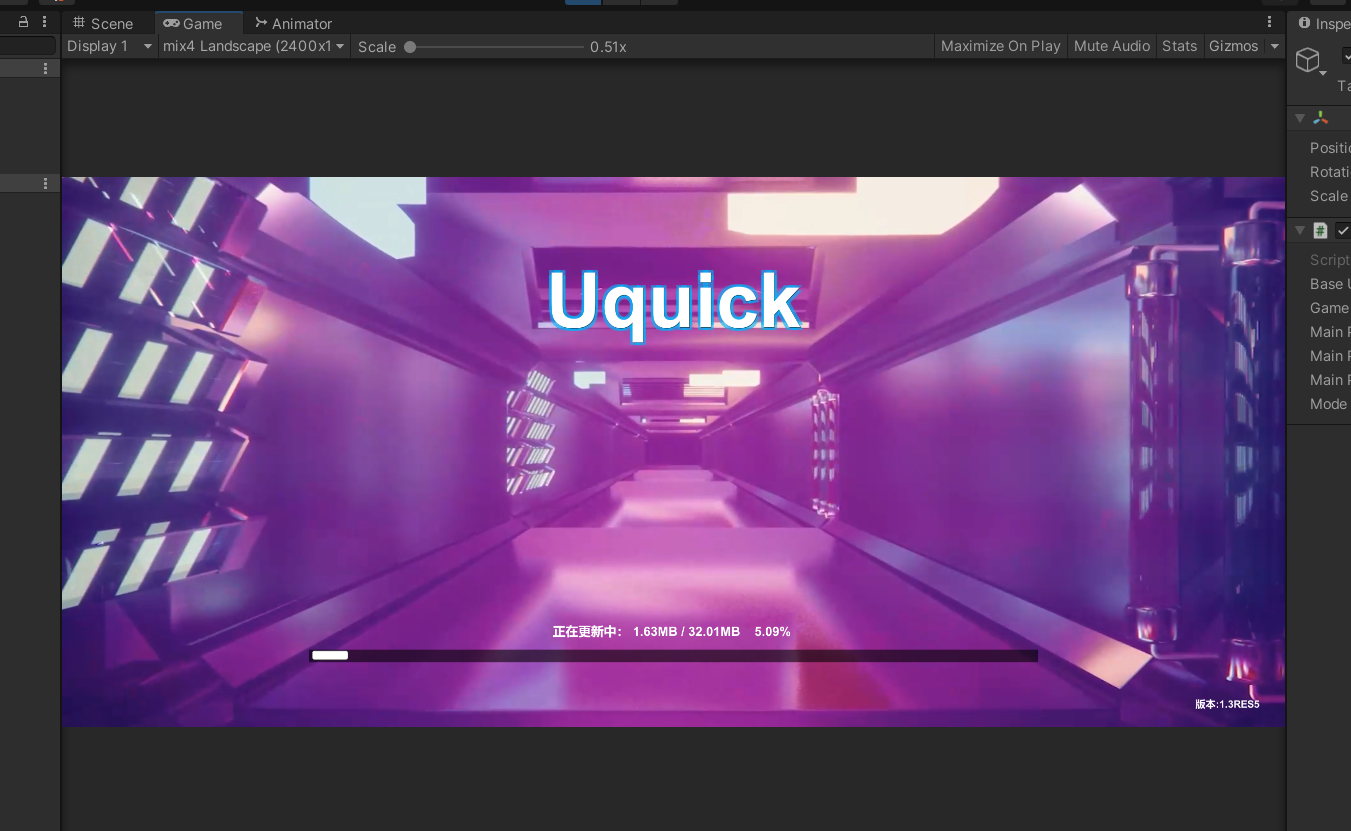 Scene
Game
Animator
Inspe
Display 1
mix4 Landscape (2400x1
Scale
0.51x
Maximize On Play
Mute Audio
Stats
Gizmos
Ta
Positi
Rotati
Scale
Script
Base U
Game
Main P
Main P
Main P
Mode
Uquick
正在更新中: 1.63MB / 32.01MB 5.09%
版本:1.3RES5